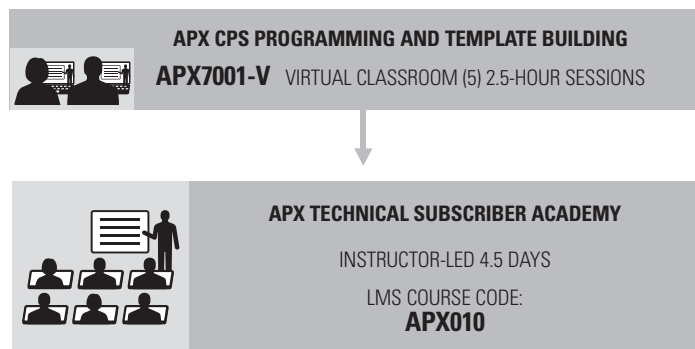 APX CPS PROGRAMMING AND TEMPLATE BUILDING
APX7001-V VIRTUAL CLASSROOM (5) 2.5-HOUR SESSIONS
APX TECHNICAL SUBSCRIBER ACADEMY
INSTRUCTOR-LED 4.5 DAYS
LMS COURSE CODE:
APX010